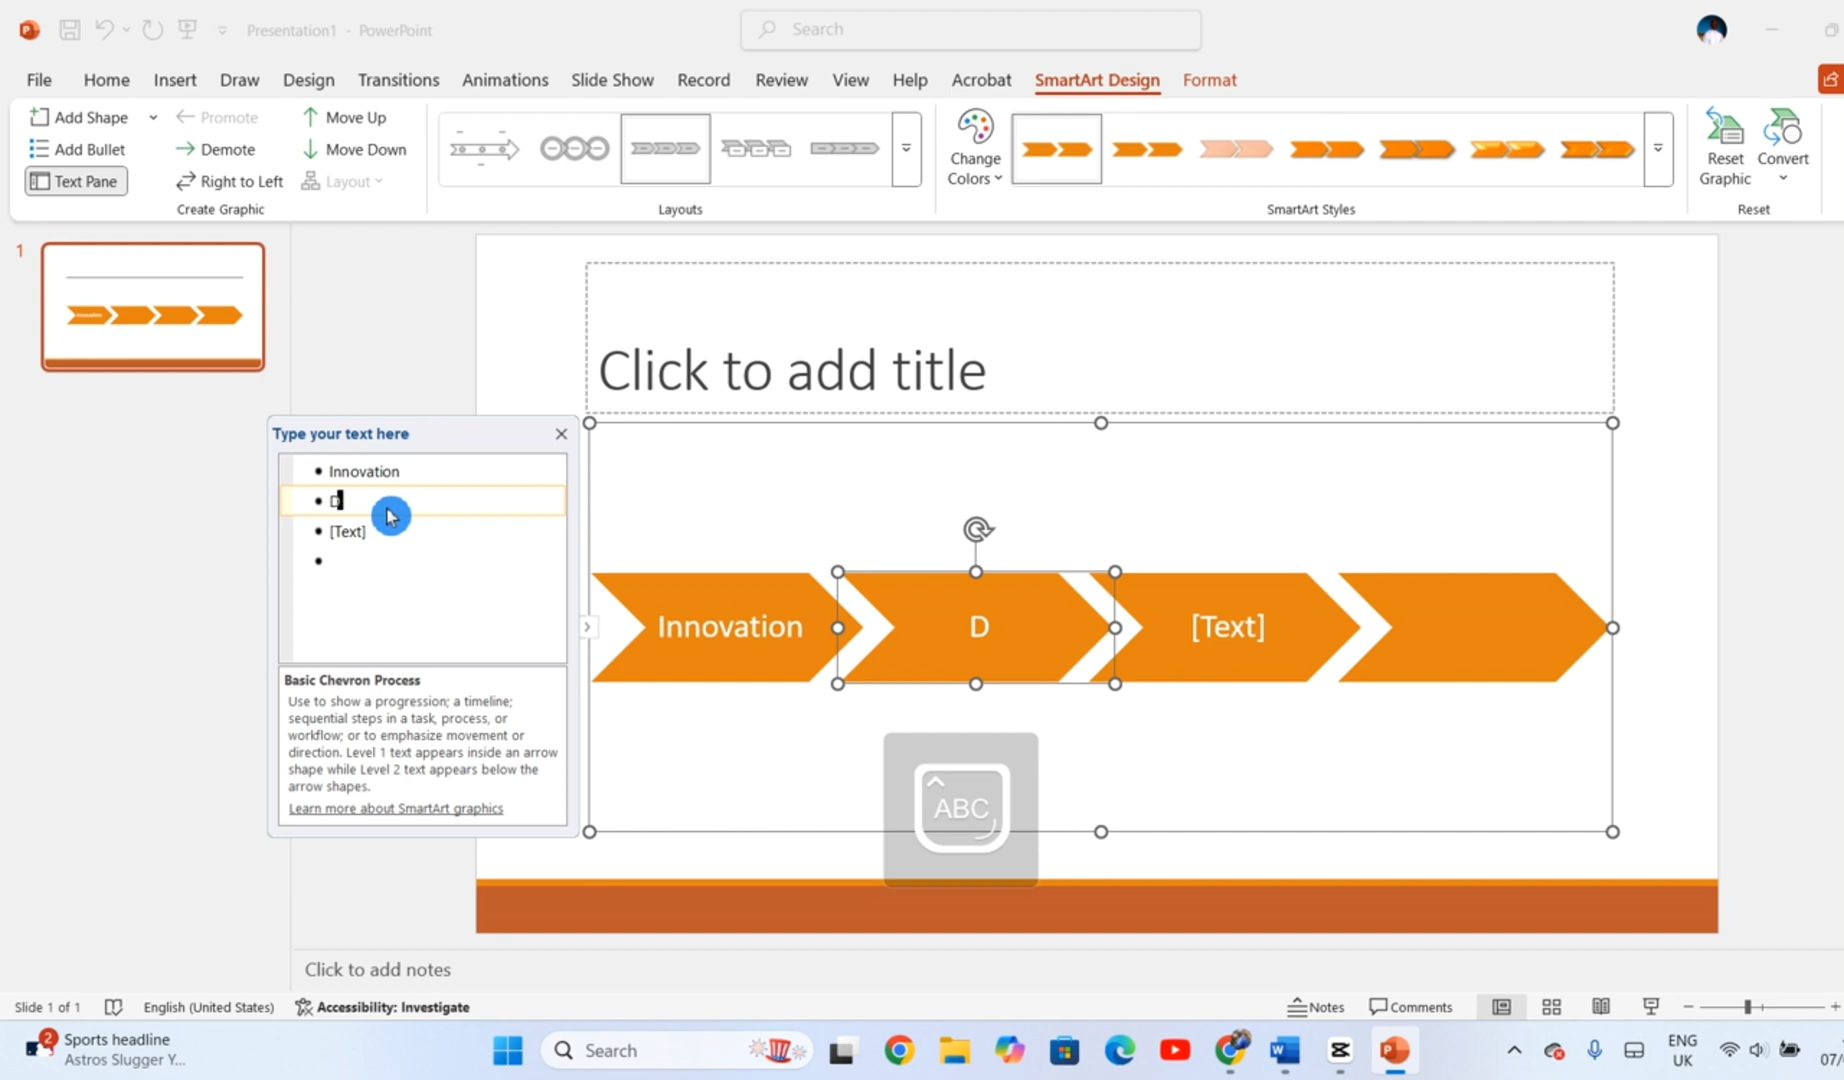 Presentation1 - PowerPoint
Search
File Home Insert Draw Design Transitions Animations Slide Show Record Review View Help Acrobat SmartArt Design Format
Add Shape
Promote
Move Up
Add Bullet
Demote
Move Down
Text Pane
Right to Left
Layout
Create Graphic
Layouts
Change
Colors
SmartArt Styles
Reset
Graphic
Convert
Reset
1
Innovation
Click to add title
Type your text here
Innovation
D
[Text]
Basic Chevron Process
Use to show a progression; a timeline;
sequential steps in a task, process, or
workflow; or to emphasize movement or
direction. Level 1 text appears inside an arrow
shape while Level 2 text appears below the
arrow shapes.
Learn more about SmartArt graphics
Innovation
D
[Text]
ABC
Click to add notes
Slide 1 of 1
English (United States)
Accessibility: Investigate
Notes
Comments
2
Sports headline
Astros Slugger Y...
Search
ENG
UK
07/